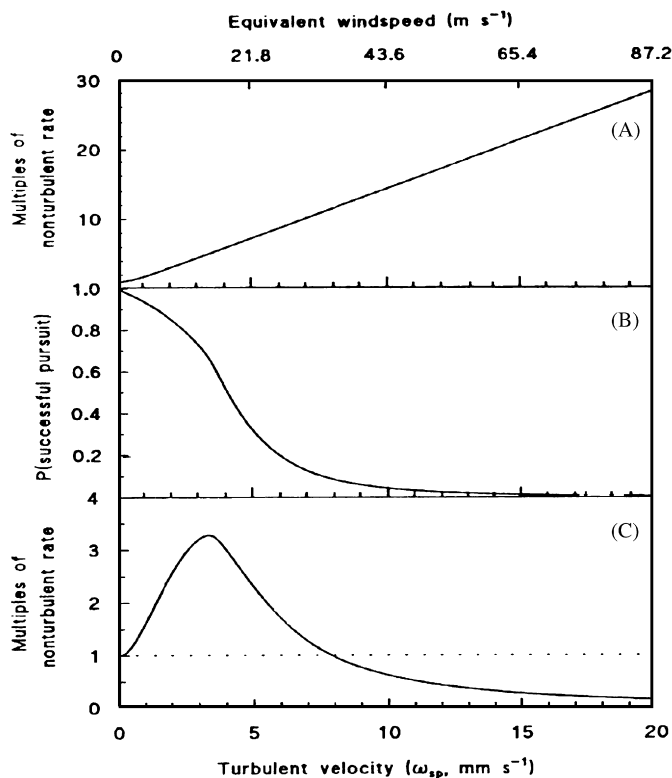 Equivalent windspeed (m s⁻¹)
0 21.8 43.6 65.4 87.2
30
20
10
Multiples of
nonturbulent rate
(A)
1.0
0.8
0.6
0.4
0.2
P(successful pursuit)
(B)
4
3
2
1
0
Multiples of
nonturbulent rate
(C)
0 5 10 15 20
Turbulent velocity (ωsp, mm s⁻¹)